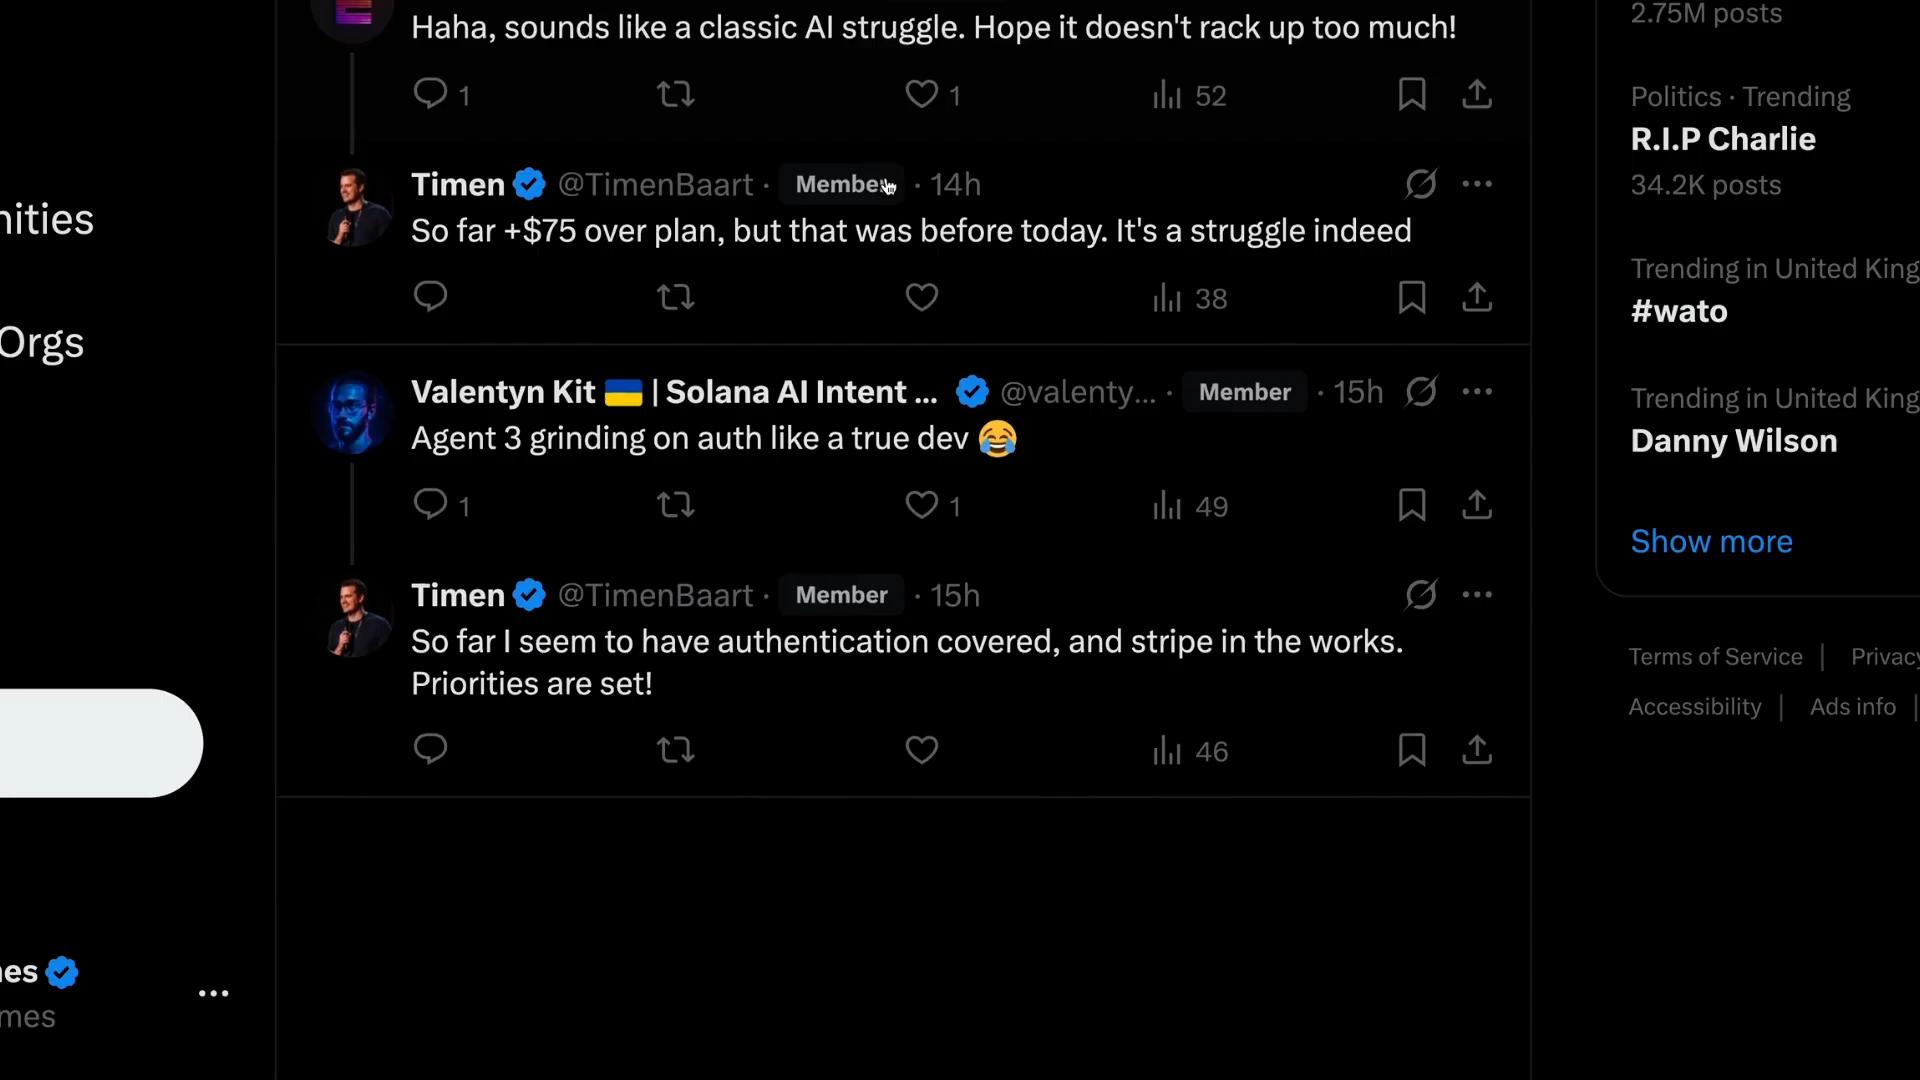 2.75M posts
Haha, sounds like a classic AI struggle. Hope it doesn't rack up too much!
1
1
52
Politics · Trending
R.I.P Charlie
34.2K posts
Timen @TimenBaart · Member · 14h
So far +$75 over plan, but that was before today. It's a struggle indeed
38
nities
Orgs
Trending in United King
#wato
Valentyn Kit 🇺🇦 | Solana AI Intent ... @valenty... · Member · 15h
Agent 3 grinding on auth like a true dev 😂
1
1
49
Trending in United King
Danny Wilson
Show more
Timen @TimenBaart · Member · 15h
So far I seem to have authentication covered, and stripe in the works.
Priorities are set!
46
Terms of Service | Privacy
Accessibility | Ads info |
nes
mes